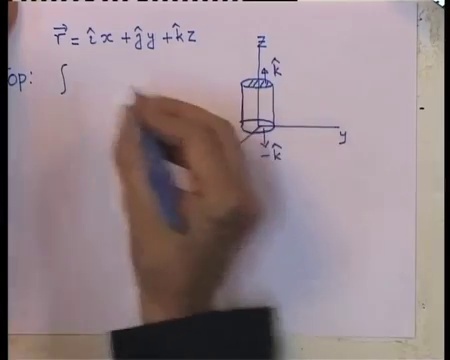 r⃗ = îx + ĵy + k̂z
op: ∫
z
k̂
y
-k̂